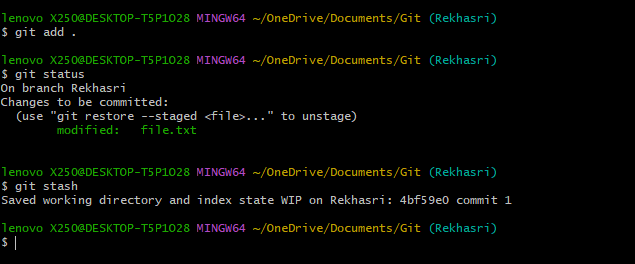 lenovo X250@DESKTOP-T5P1O28 MINGW64 ~/OneDrive/Documents/Git (Rekhasri)
$ git add .
lenovo X250@DESKTOP-T5P1O28 MINGW64 ~/OneDrive/Documents/Git (Rekhasri)
$ git status
On branch Rekhasri
Changes to be committed:
  (use "git restore --staged <file>..." to unstage)
        modified:   file.txt
lenovo X250@DESKTOP-T5P1O28 MINGW64 ~/OneDrive/Documents/Git (Rekhasri)
$ git stash
Saved working directory and index state WIP on Rekhasri: 4bf59e0 commit 1
lenovo X250@DESKTOP-T5P1O28 MINGW64 ~/OneDrive/Documents/Git (Rekhasri)
$